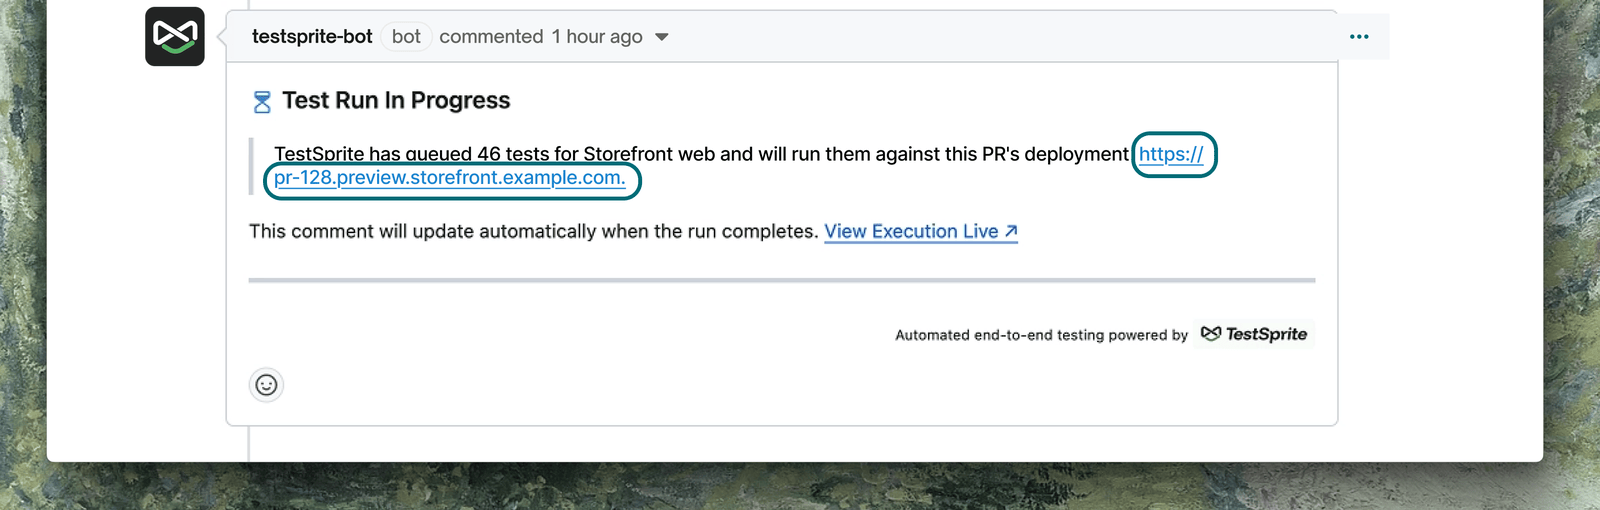 testsprite-bot bot commented 1 hour ago
Test Run In Progress
TestSprite has queued 46 tests for Storefront web and will run them against this PR's deployment https://
pr-128.preview.storefront.example.com.
This comment will update automatically when the run completes. View Execution Live ↗
Automated end-to-end testing powered by TestSprite